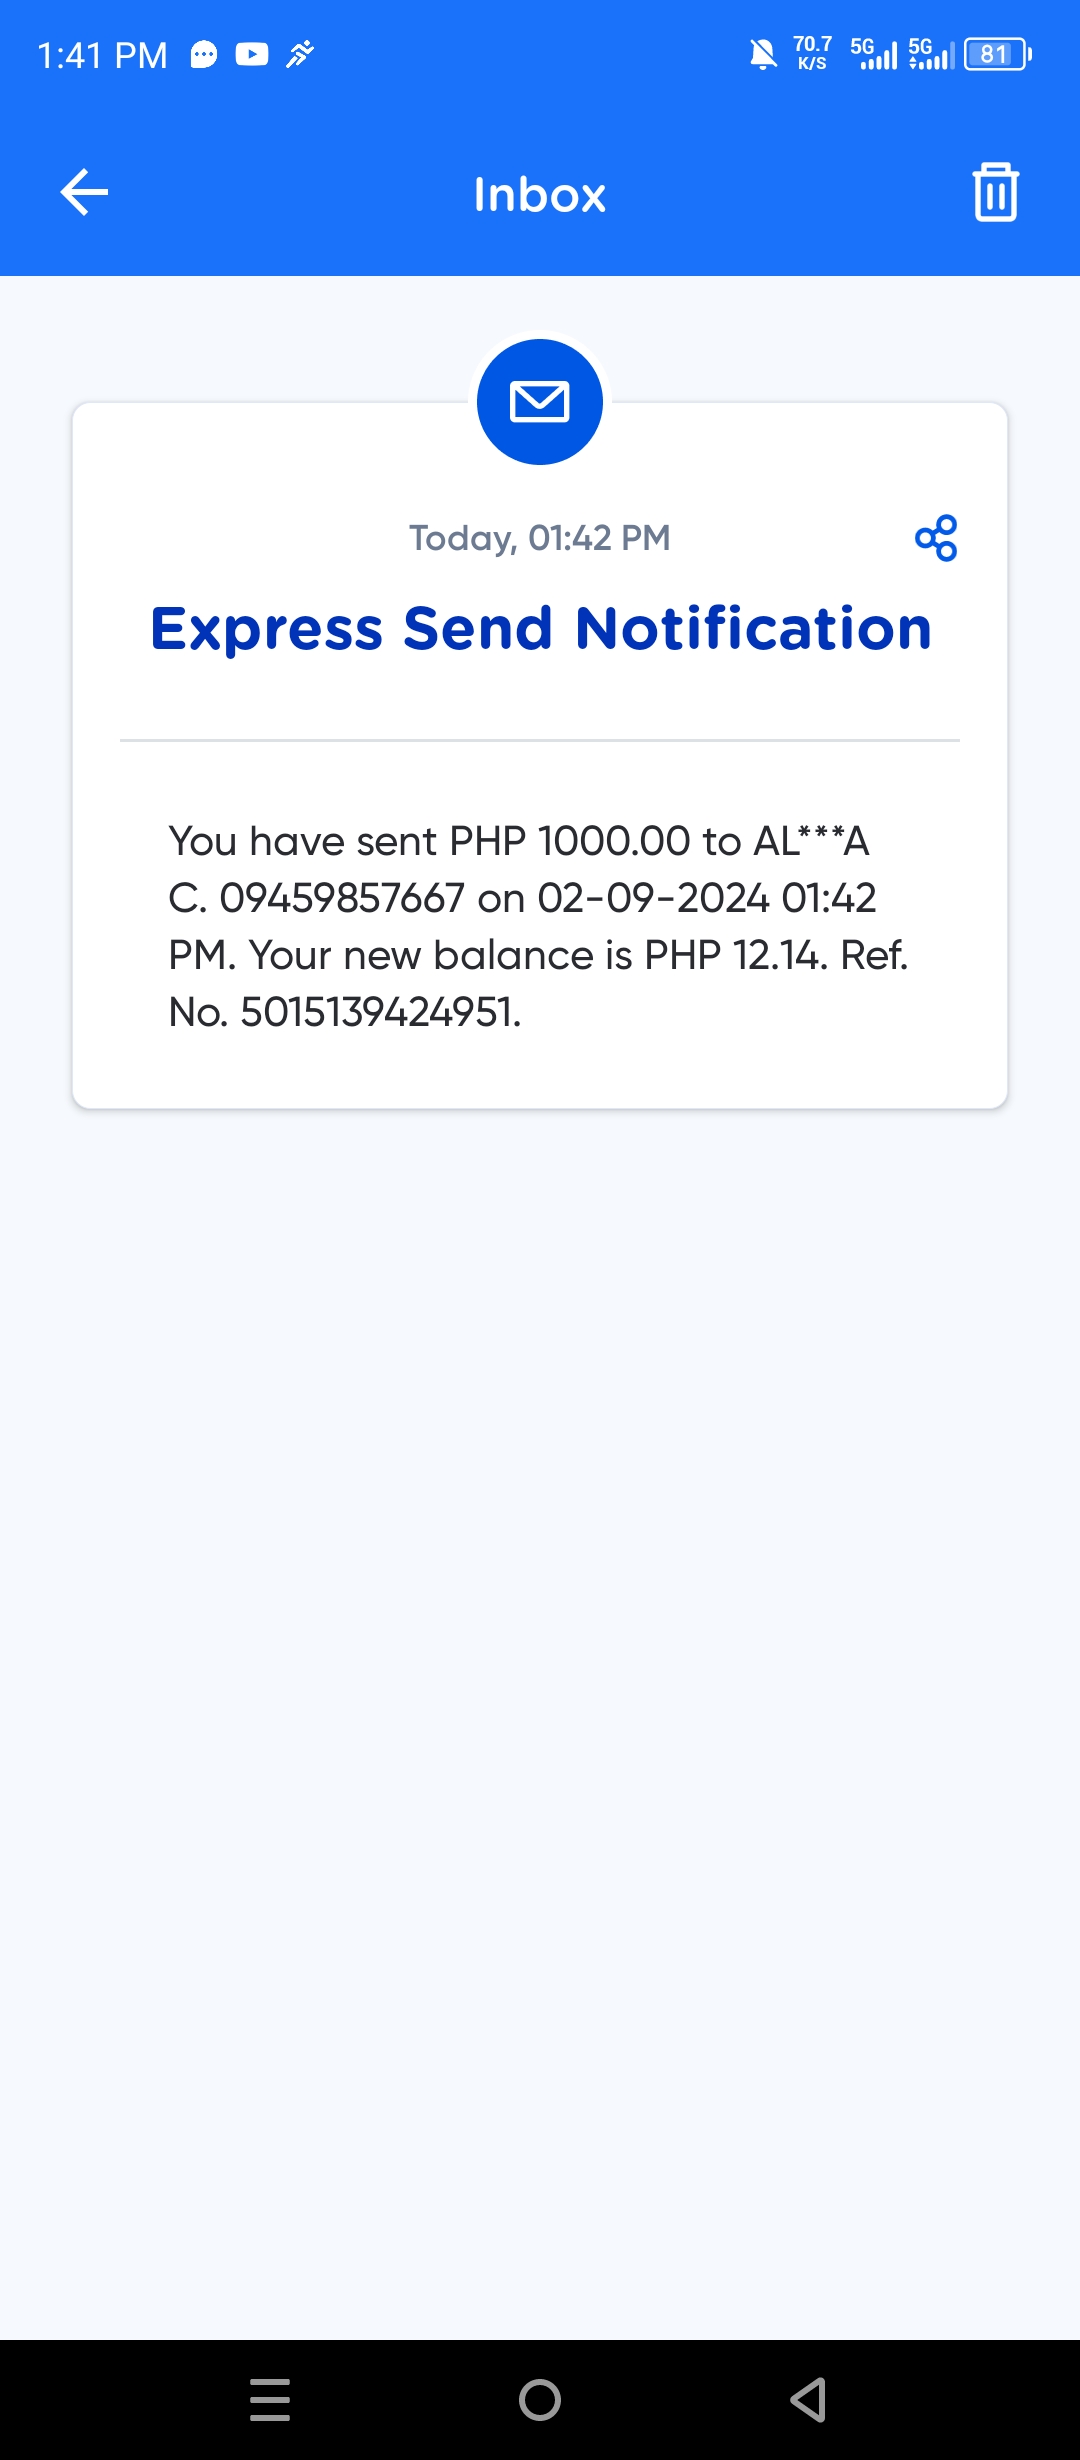 1:41 PM 70.7 K/S 5G 5G 81
Inbox
Today, 01:42 PM
Express Send Notification
You have sent PHP 1000.00 to AL***A
C. 09459857667 on 02-09-2024 01:42
PM. Your new balance is PHP 12.14. Ref.
No. 5015139424951.